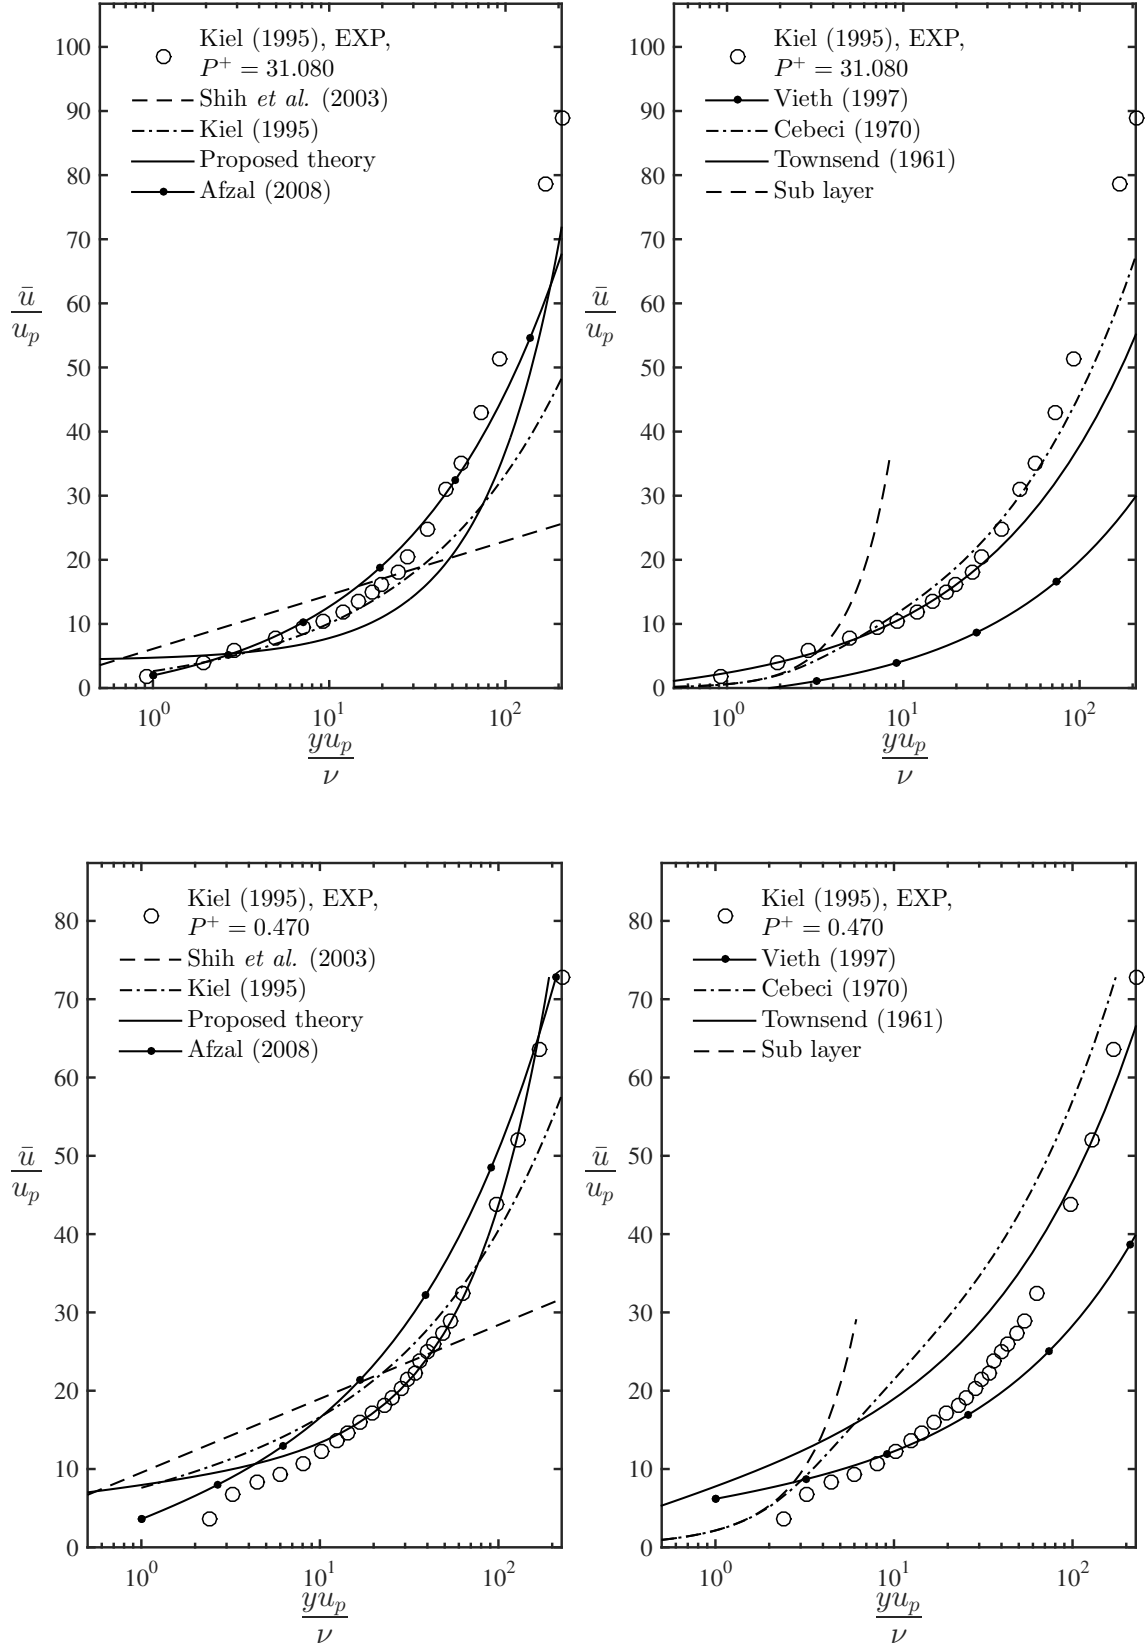 100
90
80
70
60
50
40
30
20
10
0
ū
u_p
Kiel (1995), EXP,
P⁺ = 31.080
Shih et al. (2003)
Kiel (1995)
Proposed theory
Afzal (2008)
10⁰ 10¹ 10²
yu_p
ν
100
90
80
70
60
50
40
30
20
10
0
ū
u_p
Kiel (1995), EXP,
P⁺ = 31.080
Vieth (1997)
Cebeci (1970)
Townsend (1961)
Sub layer
10⁰ 10¹ 10²
yu_p
ν
80
70
60
50
40
30
20
10
0
ū
u_p
Kiel (1995), EXP,
P⁺ = 0.470
Shih et al. (2003)
Kiel (1995)
Proposed theory
Afzal (2008)
10⁰ 10¹ 10²
yu_p
ν
80
70
60
50
40
30
20
10
0
ū
u_p
Kiel (1995), EXP,
P⁺ = 0.470
Vieth (1997)
Cebeci (1970)
Townsend (1961)
Sub layer
10⁰ 10¹ 10²
yu_p
ν